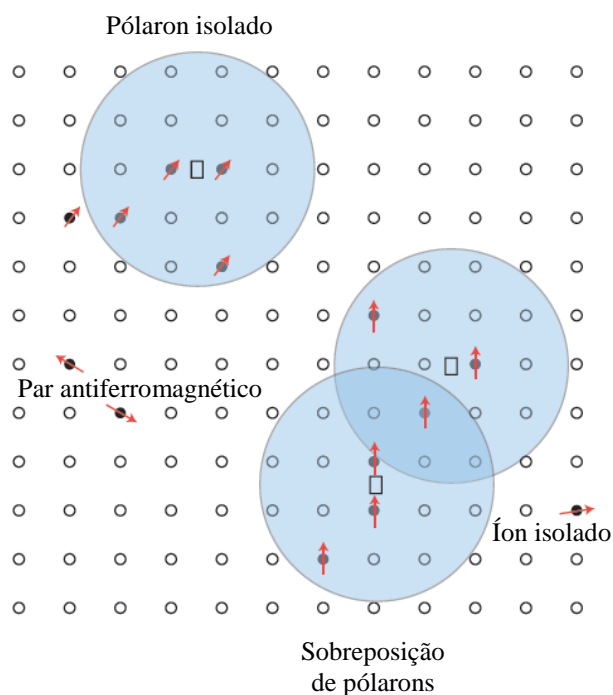 Pólaron isolado
Par antiferromagnético
Íon isolado
Sobreposição
de pólarons